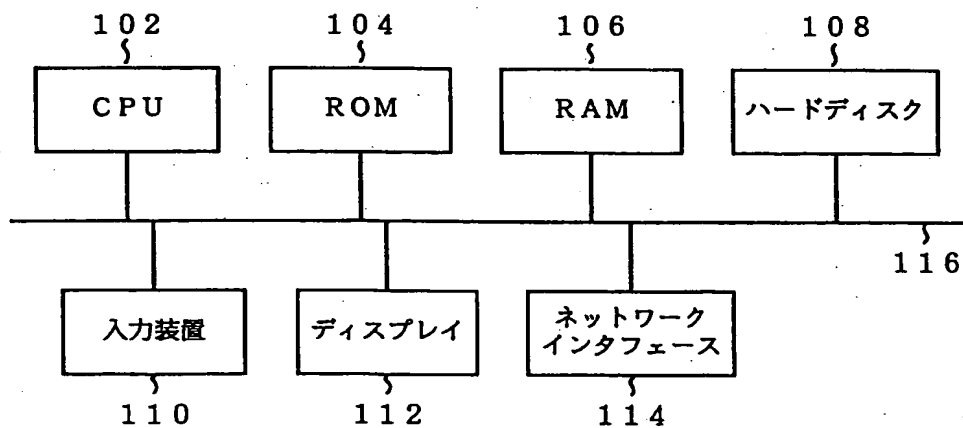 102 104 106 108
CPU ROM RAM ハードディスク
116
入力装置 ディスプレイ ネットワーク
インタフェース
110 112 114